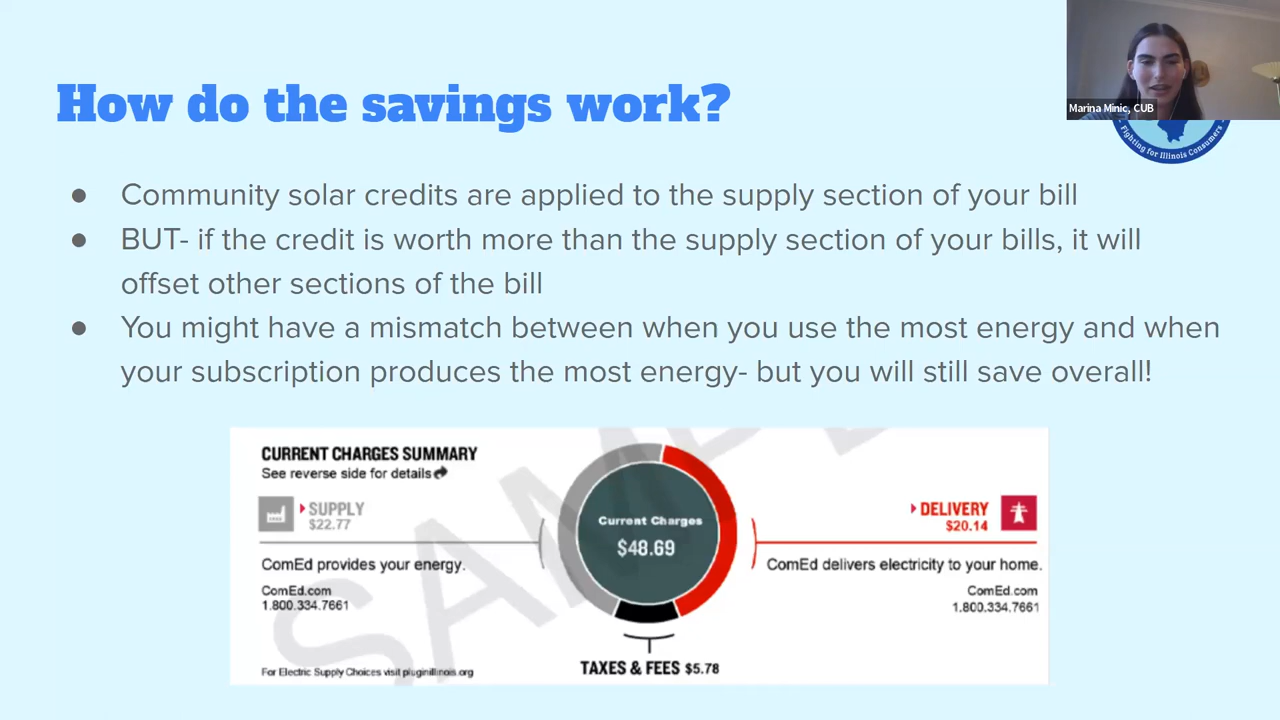 How do the savings work?
Marina Minic, CUB
Fighting for Illinois Consumers
● Community solar credits are applied to the supply section of your bill
● BUT- if the credit is worth more than the supply section of your bills, it will
offset other sections of the bill
● You might have a mismatch between when you use the most energy and when
your subscription produces the most energy- but you will still save overall!
SAMPLE
CURRENT CHARGES SUMMARY
See reverse side for details
SUPPLY
$22.77
ComEd provides your energy.
ComEd.com
1.800.334.7661
For Electric Supply Choices visit pluginillinois.org
Current Charges
$48.69
TAXES & FEES $5.78
DELIVERY
$20.14
ComEd delivers electricity to your home.
ComEd.com
1.800.334.7661